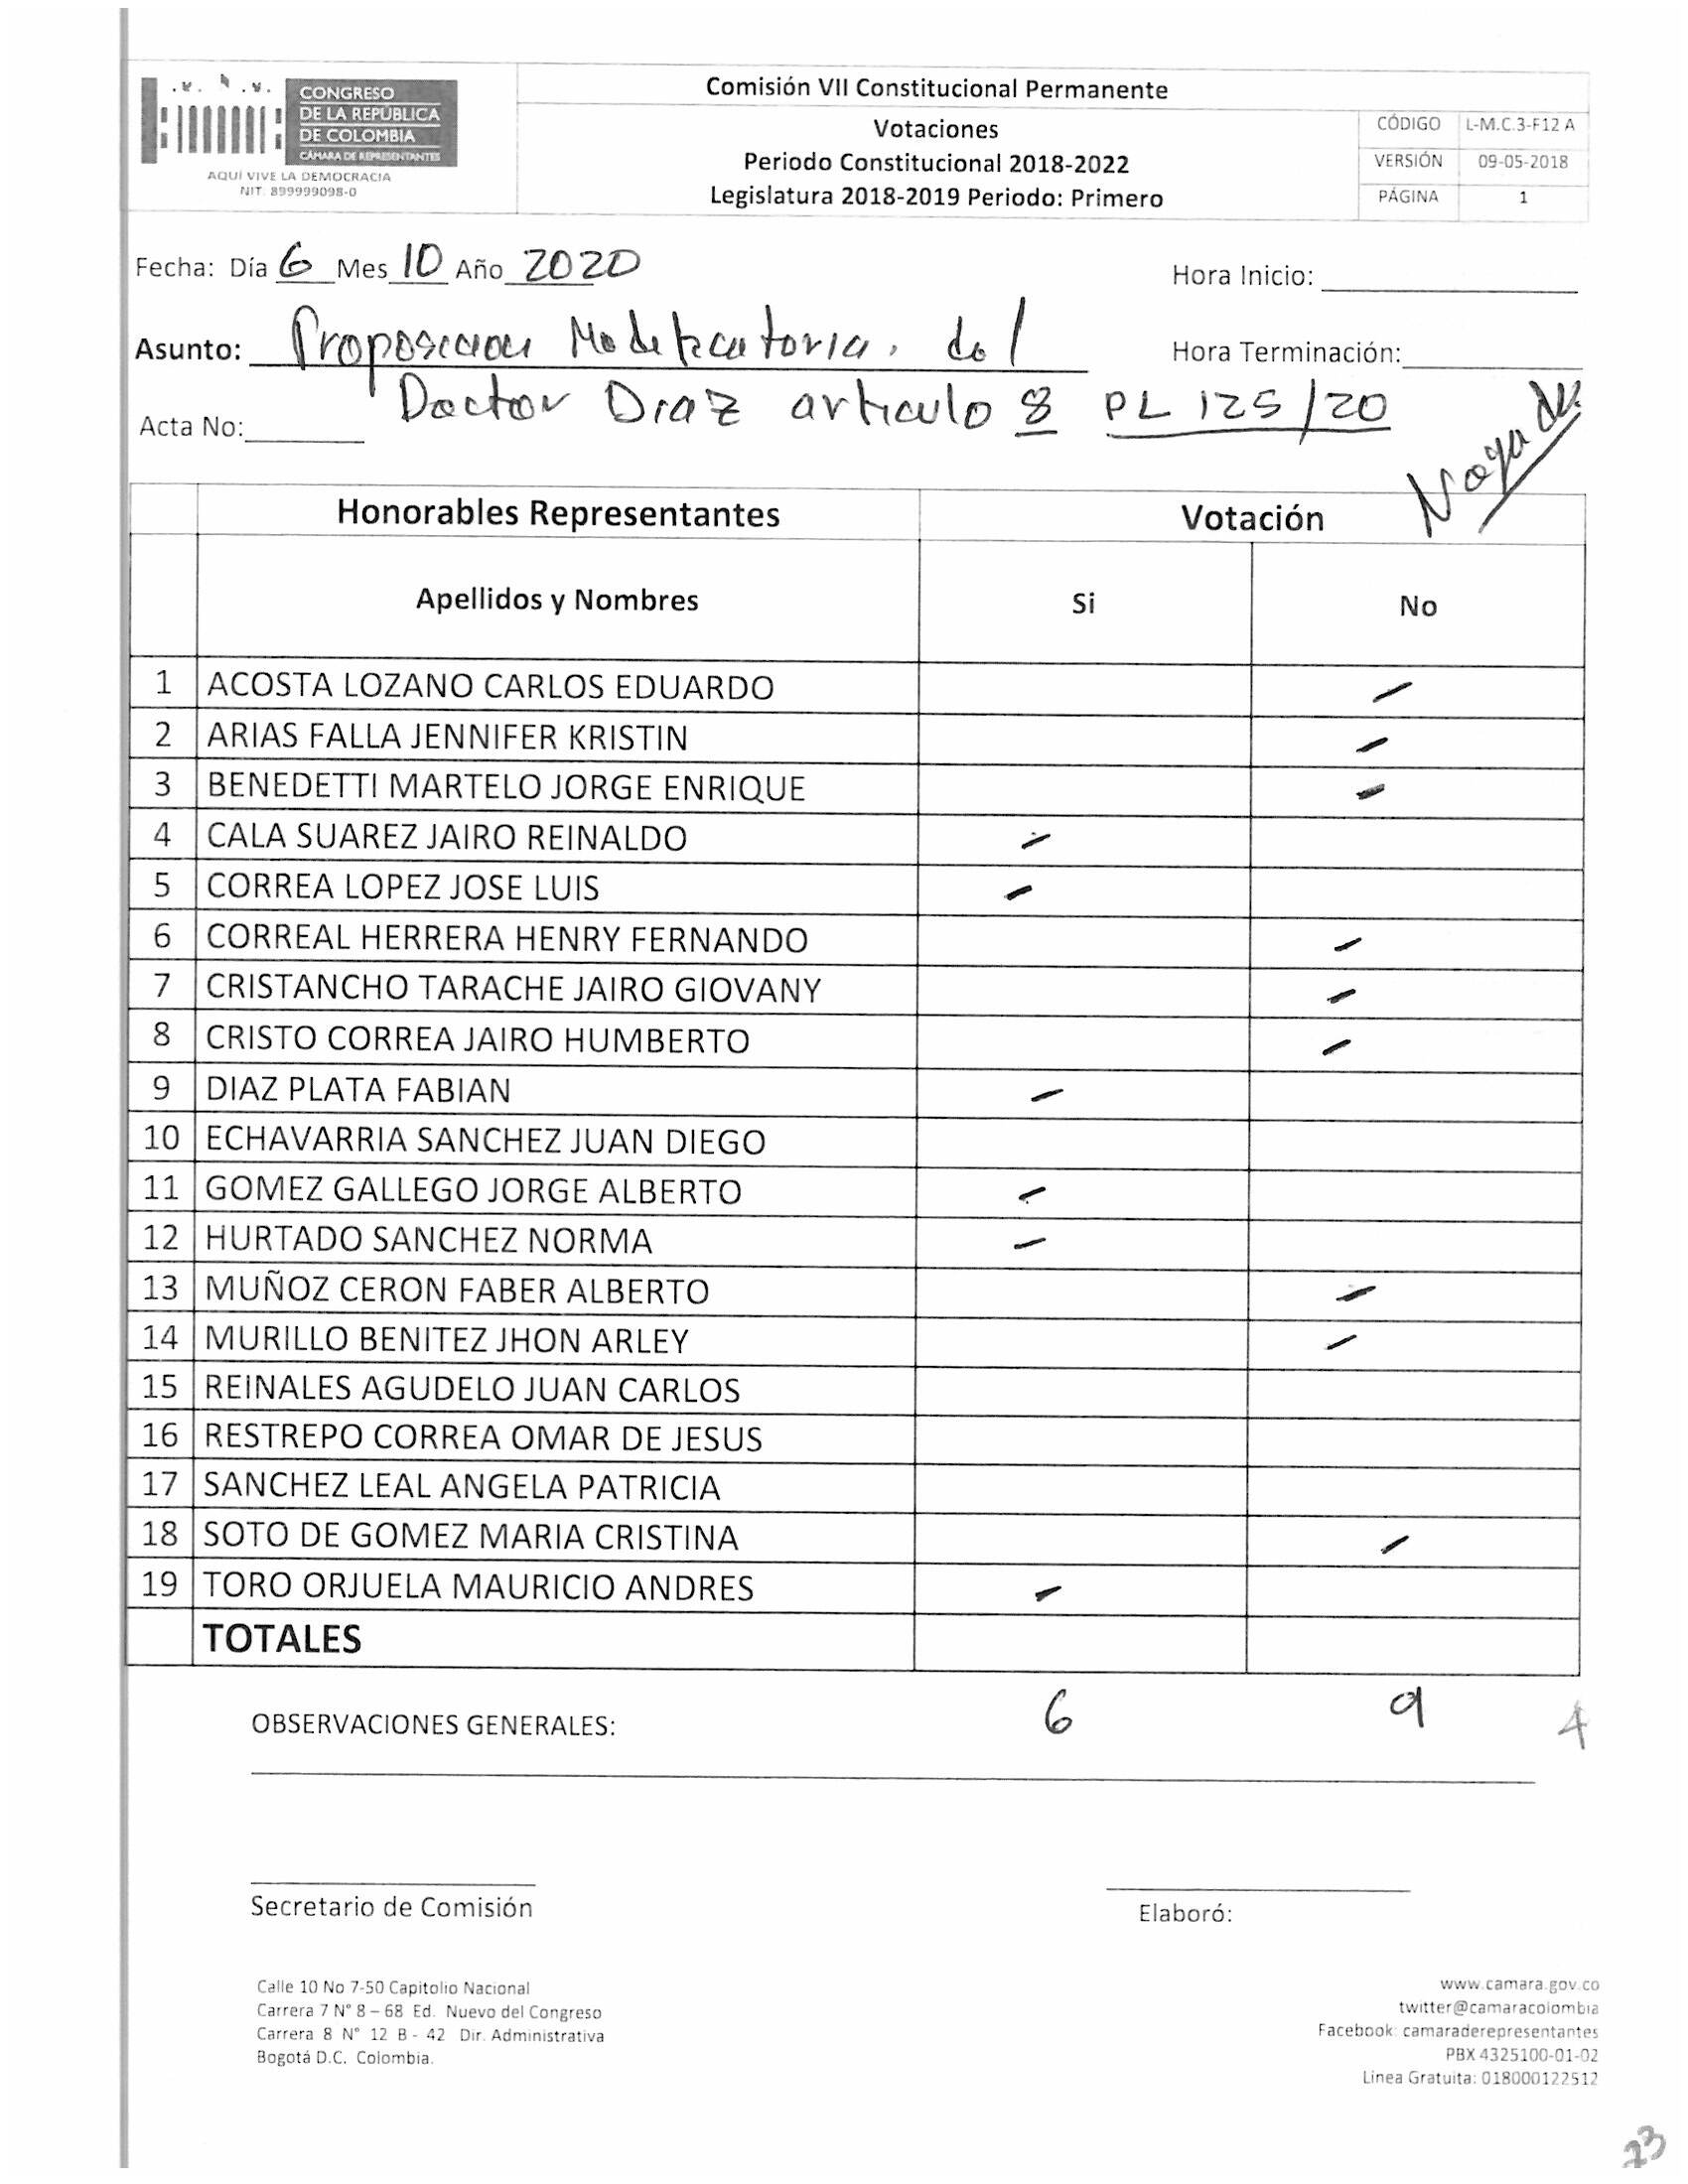 CONGRESO
DE LA REPÚBLICA
DE COLOMBIA
CÁMARA DE REPRESENTANTES
AQUÍ VIVE LA DEMOCRACIA
NIT: 899999098-0
Comisión VII Constitucional Permanente
Votaciones
Periodo Constitucional 2018-2022
Legislatura 2018-2019 Periodo: Primero
CÓDIGO L-M.C.3-F12 A
VERSIÓN 09-05-2018
PÁGINA 1
Fecha: Día 6 Mes 10 Año 2020
Hora Inicio:
Asunto: Proposicion Modificatoria. del
Hora Terminación:
Doctor Diaz articulo 8 PL 125/20
Acta No:
Negada
Honorables Representantes Votación
Apellidos y Nombres Si No
1 ACOSTA LOZANO CARLOS EDUARDO
2 ARIAS FALLA JENNIFER KRISTIN
3 BENEDETTI MARTELO JORGE ENRIQUE
4 CALA SUAREZ JAIRO REINALDO
5 CORREA LOPEZ JOSE LUIS
6 CORREAL HERRERA HENRY FERNANDO
7 CRISTANCHO TARACHE JAIRO GIOVANY
8 CRISTO CORREA JAIRO HUMBERTO
9 DIAZ PLATA FABIAN
10 ECHAVARRIA SANCHEZ JUAN DIEGO
11 GOMEZ GALLEGO JORGE ALBERTO
12 HURTADO SANCHEZ NORMA
13 MUÑOZ CERON FABER ALBERTO
14 MURILLO BENITEZ JHON ARLEY
15 REINALES AGUDELO JUAN CARLOS
16 RESTREPO CORREA OMAR DE JESUS
17 SANCHEZ LEAL ANGELA PATRICIA
18 SOTO DE GOMEZ MARIA CRISTINA
19 TORO ORJUELA MAURICIO ANDRES
TOTALES
OBSERVACIONES GENERALES: 6 9 4
Secretario de Comisión
Elaboró:
Calle 10 No 7-50 Capitolio Nacional
Carrera 7 N° 8 – 68 Ed. Nuevo del Congreso
Carrera 8 N° 12 B - 42 Dir. Administrativa
Bogotá D.C. Colombia.
www.camara.gov.co
twitter@camaracolombia
Facebook: camaraderepresentantes
PBX 4325100-01-02
Linea Gratuita: 018000122512
23